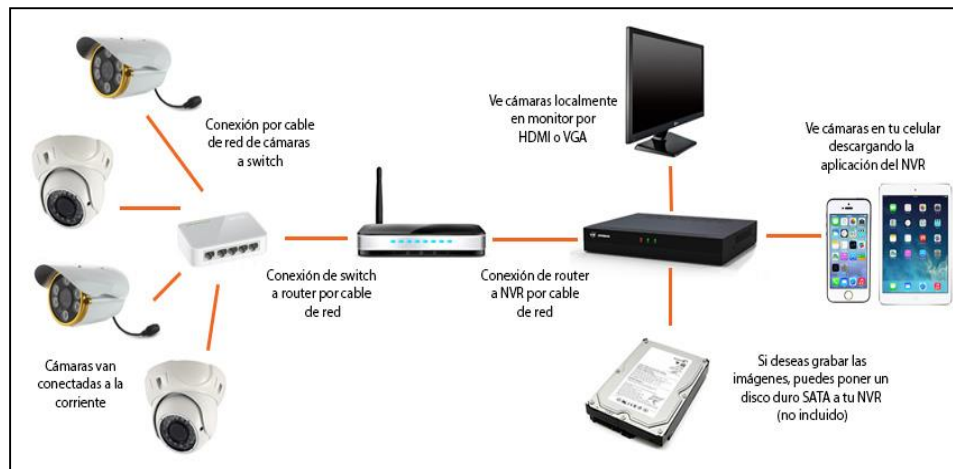 Conexión por cable
de red de cámaras
a switch
Ve cámaras localmente
en monitor por
HDMI o VGA
Ve cámaras en tu celular
descargando la
aplicación del NVR
Conexión de switch
a router por cable
de red
Conexión de router
a NVR por cable
de red
Cámaras van
conectadas a la
corriente
Si deseas grabar las
imágenes, puedes poner un
disco duro SATA a tu NVR
(no incluido)